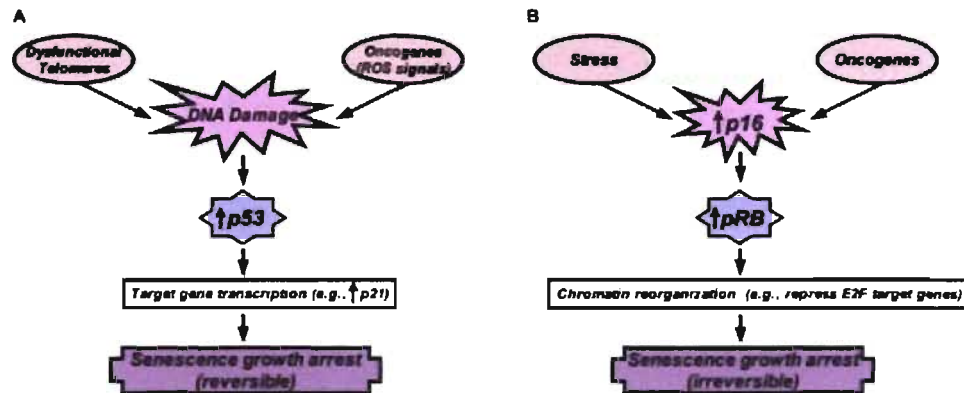 A
Dysfunctional
Telomeres
Oncogenes
(ROS signals)
DNA Damage
↑p53
Target gene transcription (e.g., ↑ p21)
Senescence growth arrest
(reversible)
B
Stress
Oncogenes
↑p16
↑pRB
Chromatin reorganization (e.g., repress E2F target genes)
Senescence growth arrest
(irreversible)